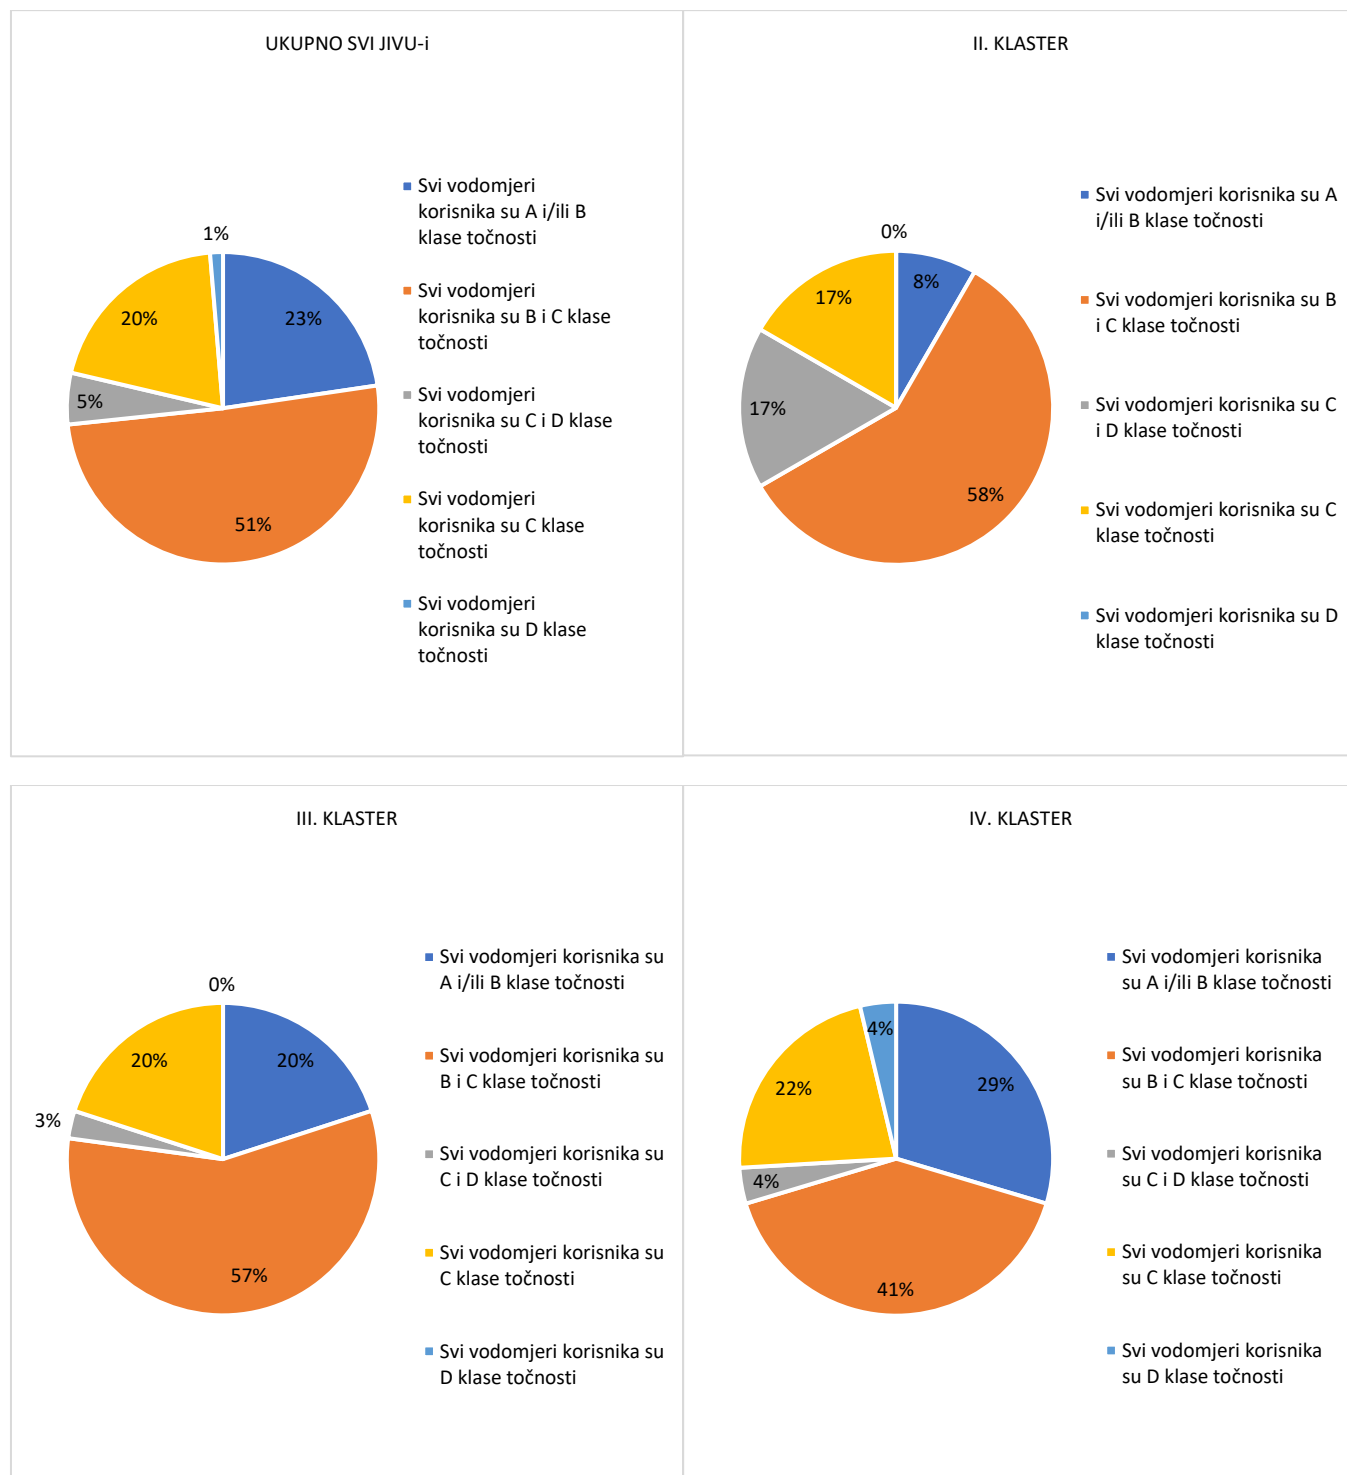 UKUPNO SVI JIVU-i
1%
23%
20%
5%
51%
Svi vodomjeri
korisnika su A i/ili B
klase točnosti
Svi vodomjeri
korisnika su B i C klase
točnosti
Svi vodomjeri
korisnika su C i D klase
točnosti
Svi vodomjeri
korisnika su C klase
točnosti
Svi vodomjeri
korisnika su D klase
točnosti
II. KLASTER
0%
8%
17%
17%
58%
Svi vodomjeri korisnika su A
i/ili B klase točnosti
Svi vodomjeri korisnika su B
i C klase točnosti
Svi vodomjeri korisnika su C
i D klase točnosti
Svi vodomjeri korisnika su C
klase točnosti
Svi vodomjeri korisnika su D
klase točnosti
III. KLASTER
0%
20%
20%
3%
57%
Svi vodomjeri korisnika su
A i/ili B klase točnosti
Svi vodomjeri korisnika su
B i C klase točnosti
Svi vodomjeri korisnika su
C i D klase točnosti
Svi vodomjeri korisnika su
C klase točnosti
Svi vodomjeri korisnika su
D klase točnosti
IV. KLASTER
4%
29%
22%
4%
41%
Svi vodomjeri korisnika
su A i/ili B klase točnosti
Svi vodomjeri korisnika
su B i C klase točnosti
Svi vodomjeri korisnika
su C i D klase točnosti
Svi vodomjeri korisnika
su C klase točnosti
Svi vodomjeri korisnika
su D klase točnosti